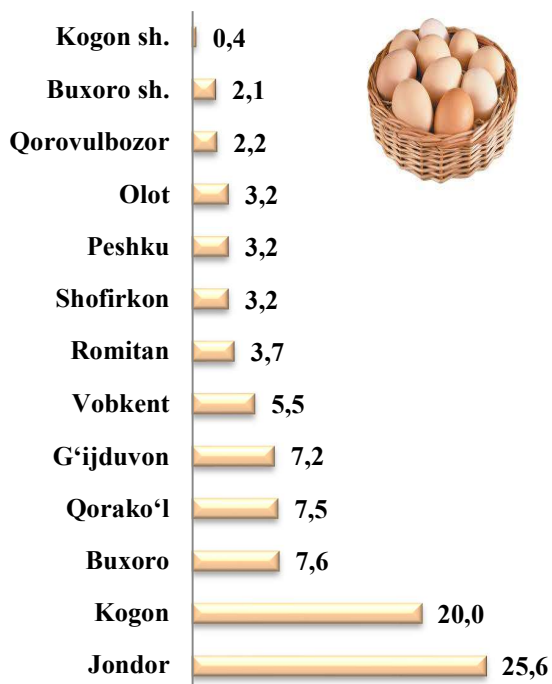 Kogon sh. 0,4
Buxoro sh. 2,1
Qorovulbozor 2,2
Olot 3,2
Peshku 3,2
Shofirkon 3,2
Romitan 3,7
Vobkent 5,5
G‘ijduvon 7,2
Qorako‘l 7,5
Buxoro 7,6
Kogon 20,0
Jondor 25,6